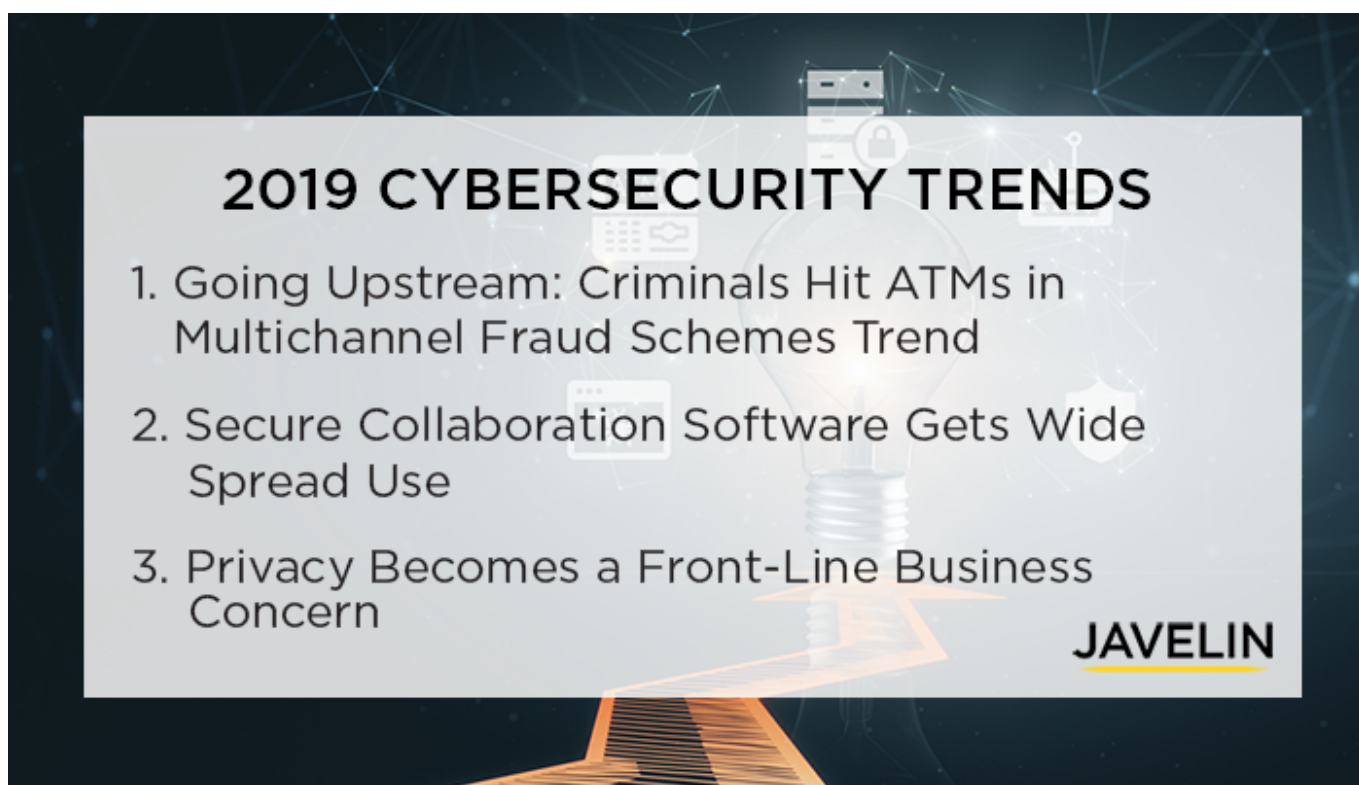 2019 CYBERSECURITY TRENDS
1. Going Upstream: Criminals Hit ATMs in
Multichannel Fraud Schemes Trend
2. Secure Collaboration Software Gets Wide
Spread Use
3. Privacy Becomes a Front-Line Business
Concern
JAVELIN